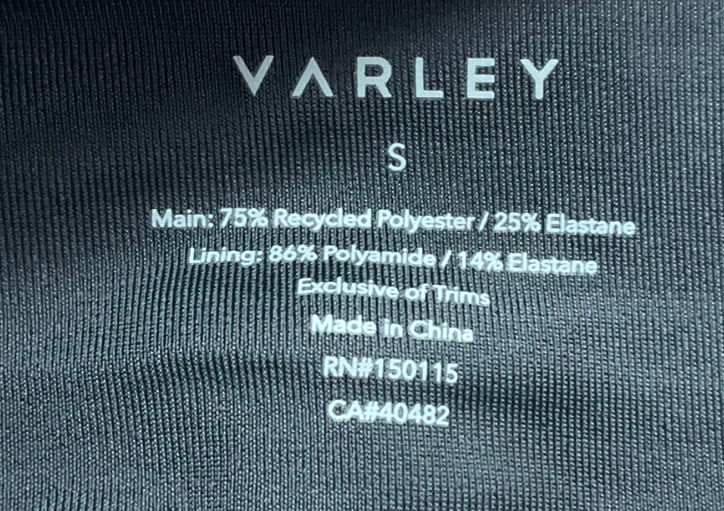 VARLEY
S
Main: 75% Recycled Polyester / 25% Elastane
Lining: 86% Polyamide / 14% Elastane
Exclusive of Trims
Made in China
RN#150115
CA#40482